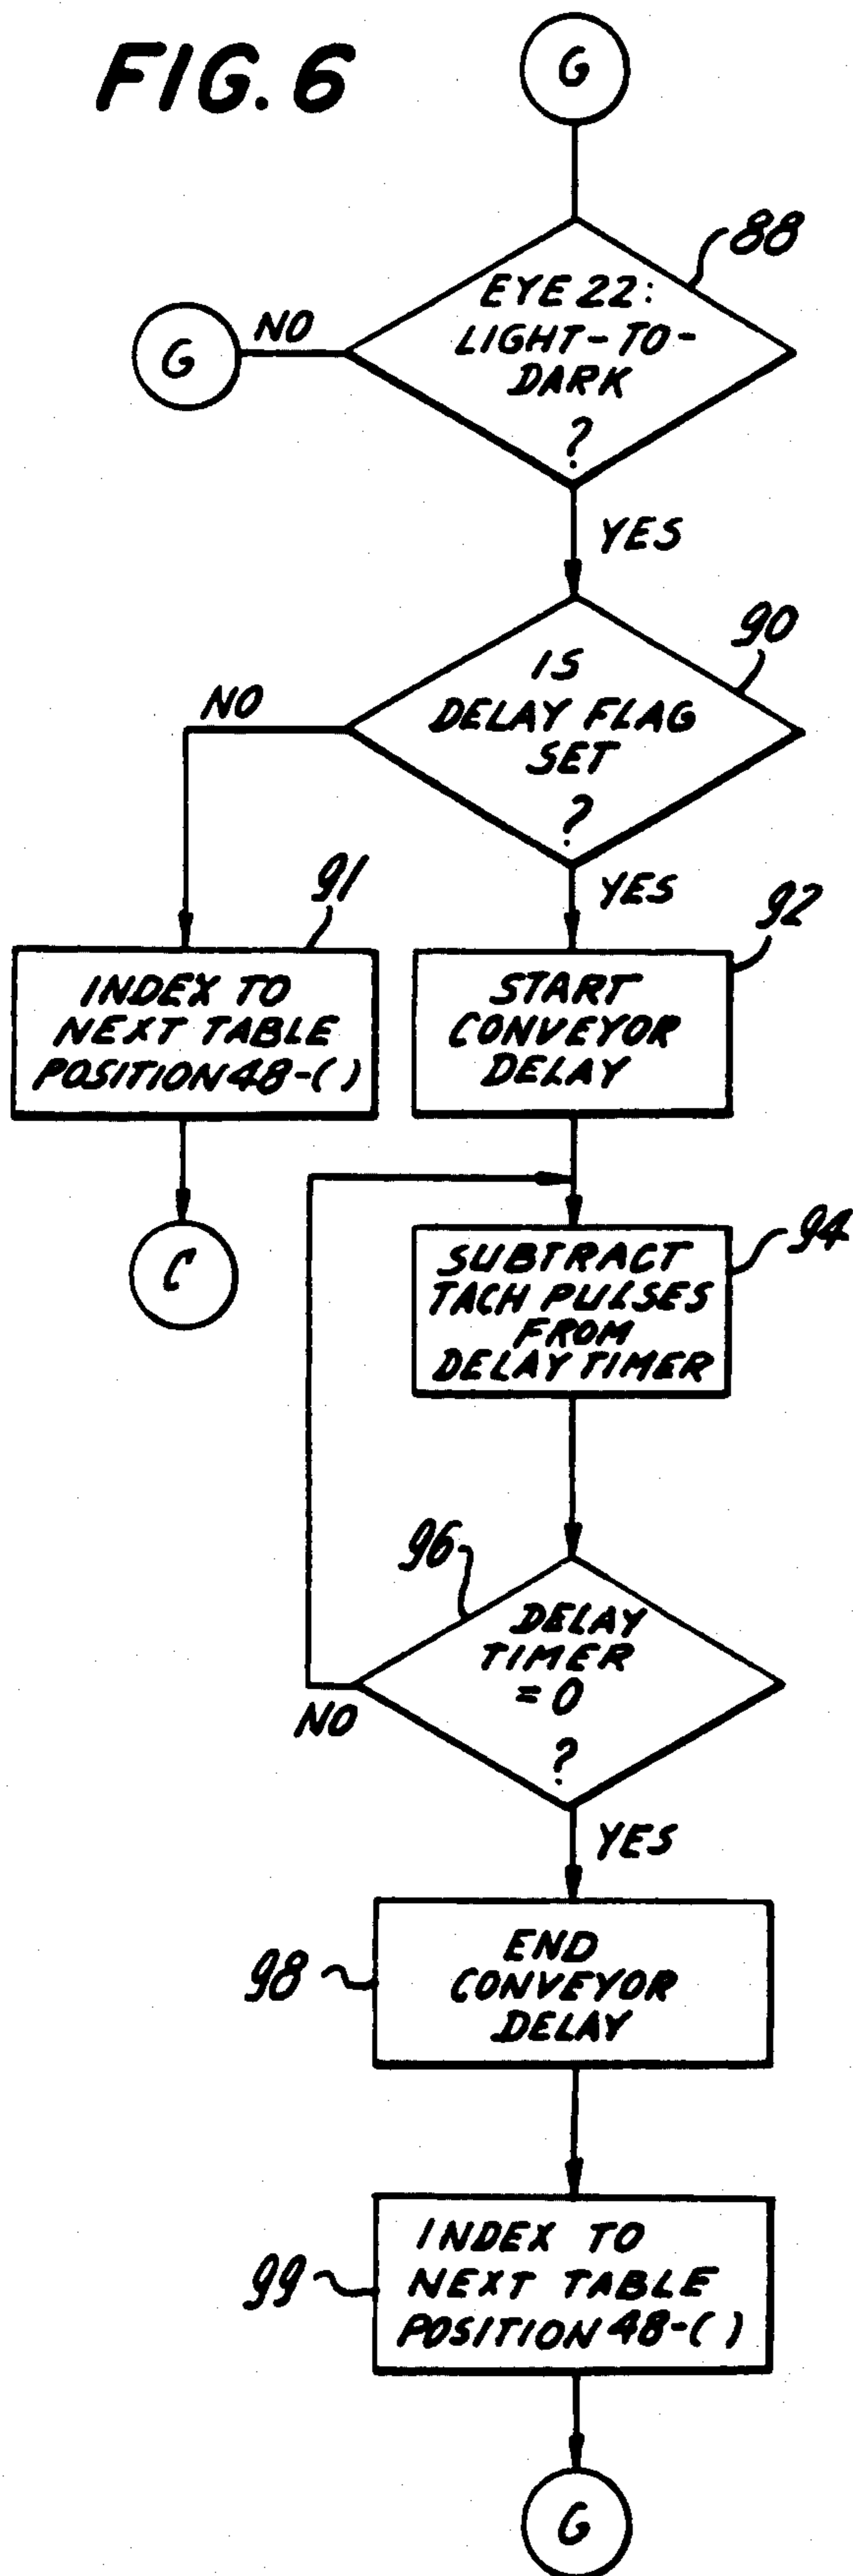 FIG. 6
G
88
EYE 22:
LIGHT-TO-
DARK
?
NO
G
YES
90
IS
DELAY FLAG
SET
?
NO
YES
91
INDEX TO
NEXT TABLE
POSITION 48-( )
C
92
START
CONVEYOR
DELAY
94
SUBTRACT
TACH PULSES
FROM
DELAY TIMER
96
DELAY
TIMER
= 0
?
NO
YES
98
END
CONVEYOR
DELAY
99
INDEX TO
NEXT TABLE
POSITION 48-( )
G